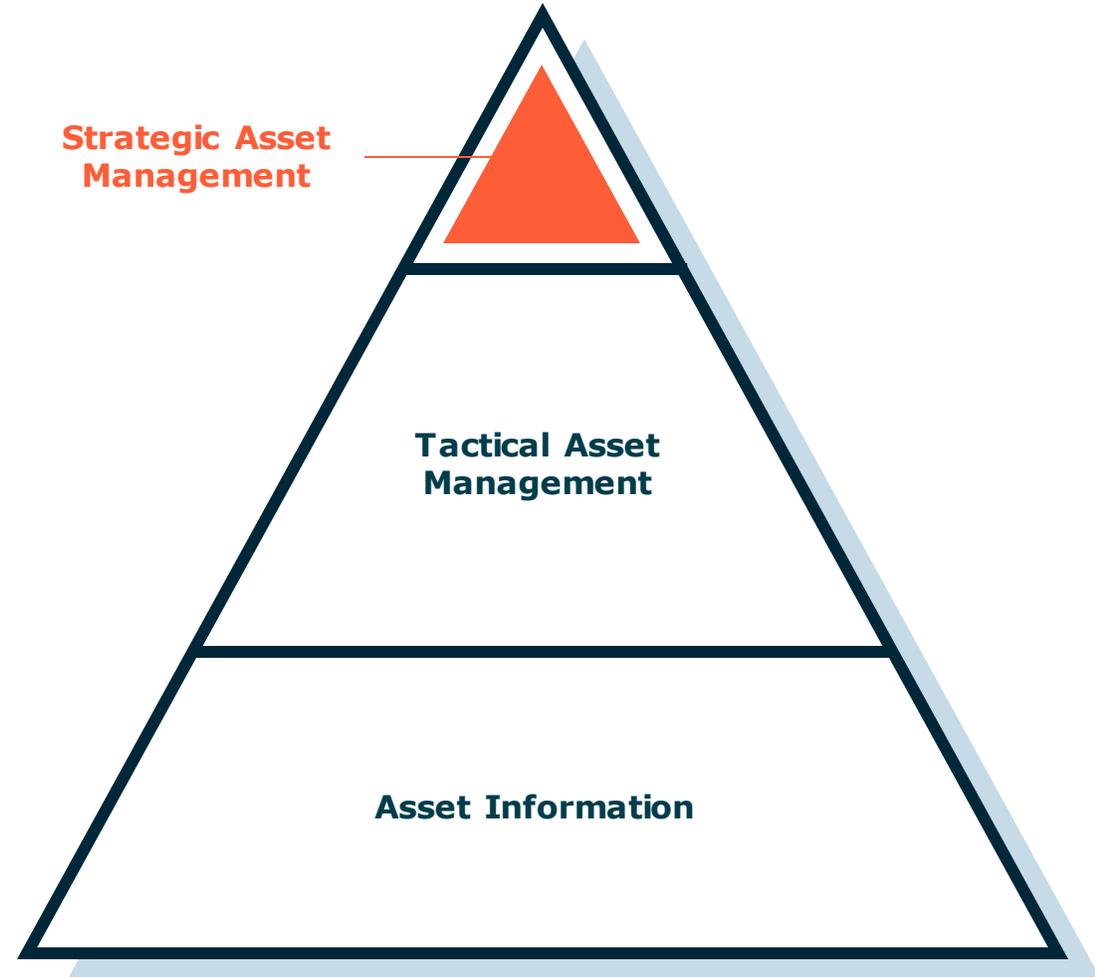 Strategic Asset
Management
Tactical Asset
Management
Asset Information